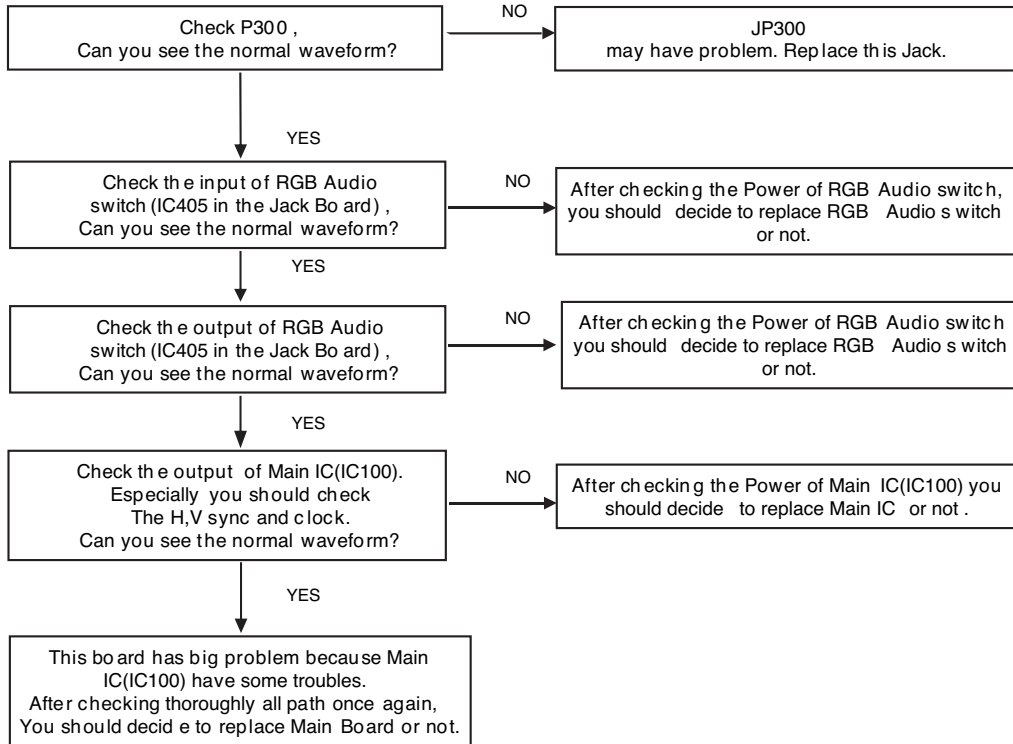 Check P300 ,
Can you see the normal waveform?
NO
JP300
may have problem. Replace this Jack.
YES
Check the input of RGB Audio
switch (IC405 in the Jack Board) ,
Can you see the normal waveform?
NO
After checking the Power of RGB Audio switch,
you should decide to replace RGB Audio switch
or not.
YES
Check the output of RGB Audio
switch (IC405 in the Jack Board) ,
Can you see the normal waveform?
NO
After checking the Power of RGB Audio switch
you should decide to replace RGB Audio switch
or not.
YES
Check the output of Main IC(IC100).
Especially you should check
The H,V sync and clock.
Can you see the normal waveform?
NO
After checking the Power of Main IC(IC100) you
should decide to replace Main IC or not .
YES
This board has big problem because Main
IC(IC100) have some troubles.
After checking thoroughly all path once again,
You should decide to replace Main Board or not.